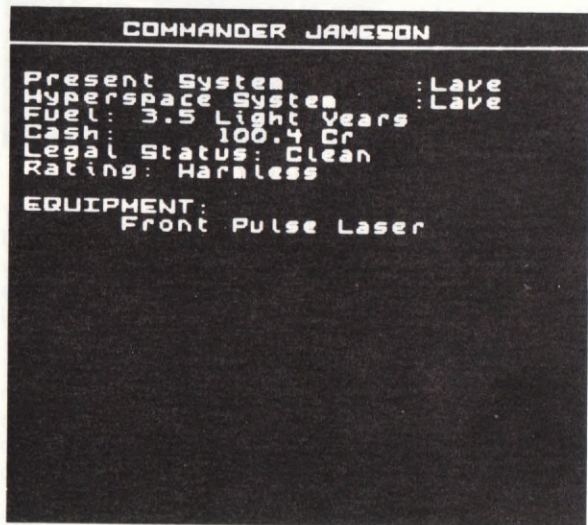 COMMANDER JAMESON
Present System :Lave
Hyperspace System :Lave
Fuel: 3.5 Light Years
Cash: 100.4 Cr
Legal Status: Clean
Rating: Harmless
EQUIPMENT:
Front Pulse Laser